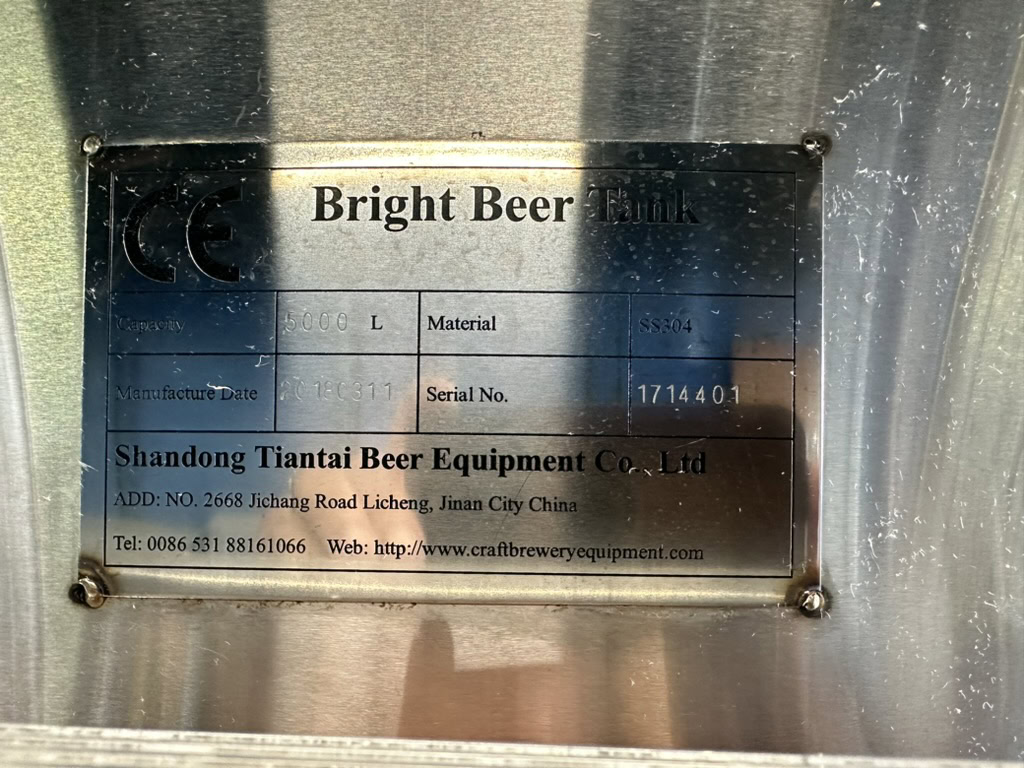 CE Bright Beer Tank
Capacity 5000 L Material SS304
Manufacture Date 20180311 Serial No. 1714401
Shandong Tiantai Beer Equipment Co., Ltd
ADD: NO. 2668 Jichang Road Licheng, Jinan City China
Tel: 0086 531 88161066 Web: http://www.craftbreweryequipment.com